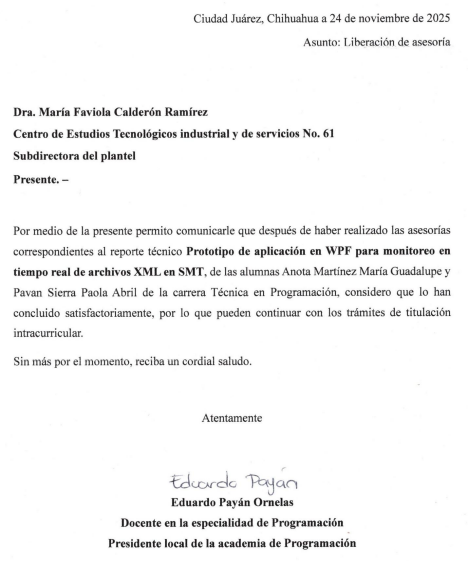 Ciudad Juárez, Chihuahua a 24 de noviembre de 2025
Asunto: Liberación de asesoría
Dra. María Faviola Calderón Ramírez
Centro de Estudios Tecnológicos industrial y de servicios No. 61
Subdirectora del plantel
Presente. –
Por medio de la presente permito comunicarle que después de haber realizado las asesorías
correspondientes al reporte técnico Prototipo de aplicación en WPF para monitoreo en
tiempo real de archivos XML en SMT, de las alumnas Anota Martínez María Guadalupe y
Pavan Sierra Paola Abril de la carrera Técnica en Programación, considero que lo han
concluido satisfactoriamente, por lo que pueden continuar con los trámites de titulación
intracurricular.
Sin más por el momento, reciba un cordial saludo.
Atentamente
Eduardo Payán
Eduardo Payán Ornelas
Docente en la especialidad de Programación
Presidente local de la academia de Programación